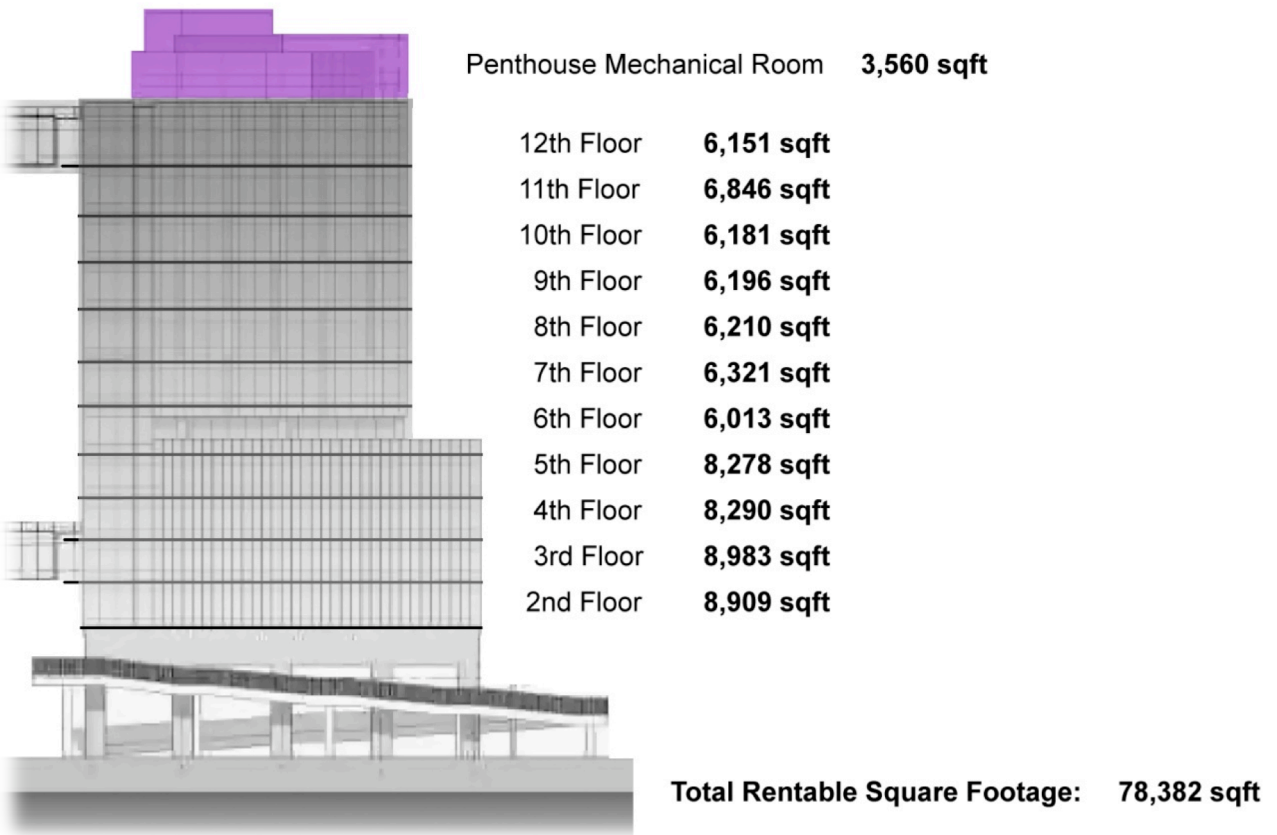 Penthouse Mechanical Room 3,560 sqft
12th Floor 6,151 sqft
11th Floor 6,846 sqft
10th Floor 6,181 sqft
9th Floor 6,196 sqft
8th Floor 6,210 sqft
7th Floor 6,321 sqft
6th Floor 6,013 sqft
5th Floor 8,278 sqft
4th Floor 8,290 sqft
3rd Floor 8,983 sqft
2nd Floor 8,909 sqft
Total Rentable Square Footage: 78,382 sqft